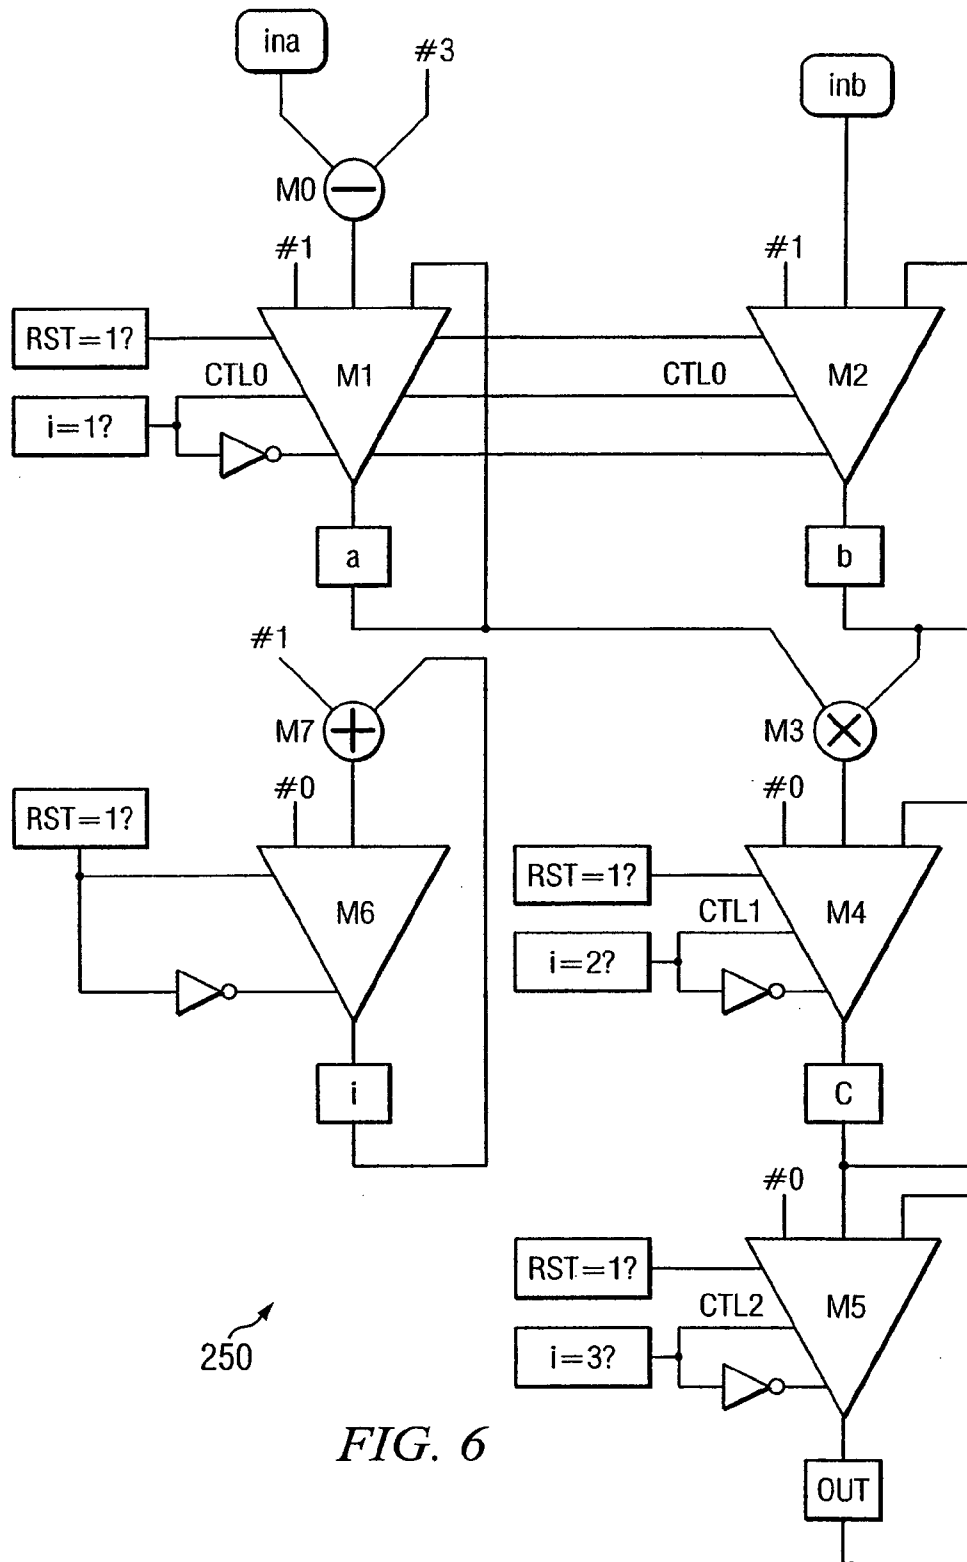 ina
#3
inb
M0
#1
#1
RST=1?
CTL0
M1
CTL0
M2
i=1?
a
b
#1
M7
M3
#0
#0
RST=1?
RST=1?
M6
CTL1
M4
i=2?
i
C
#0
RST=1?
CTL2
M5
250
i=3?
FIG. 6
OUT